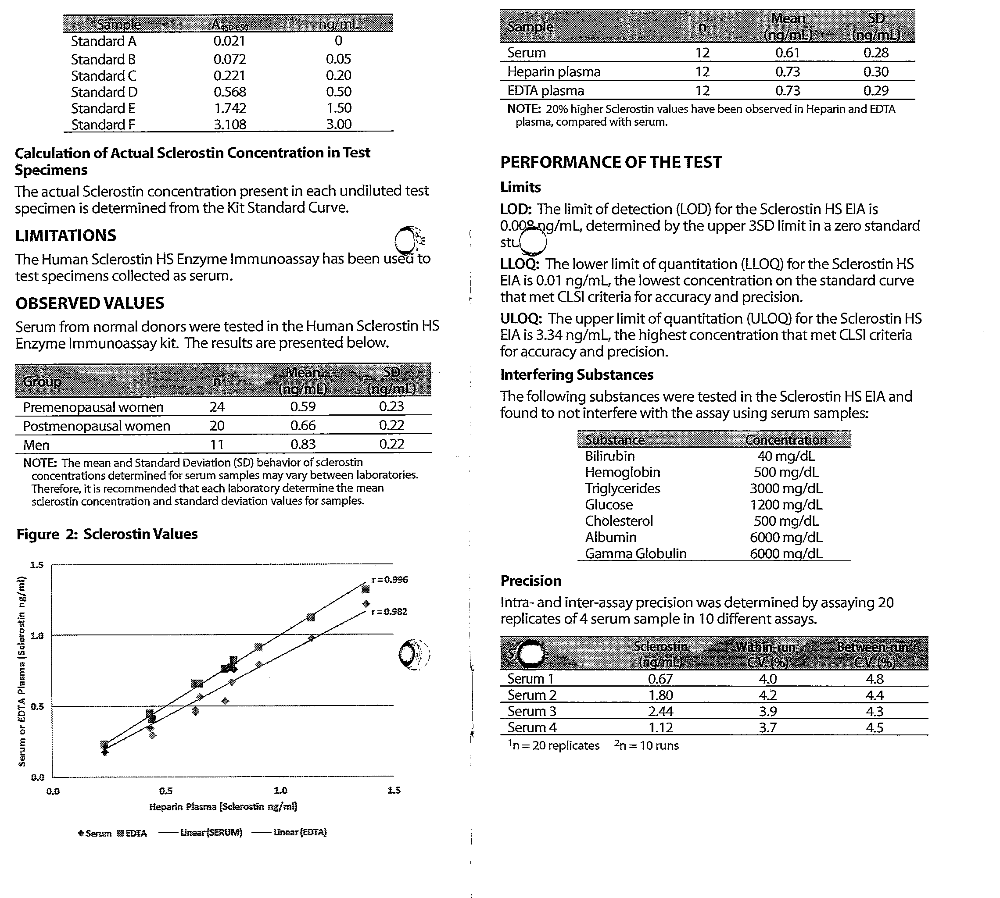 Sample A450-650 ng/mL
Standard A 0.021 0
Standard B 0.072 0.05
Standard C 0.221 0.20
Standard D 0.568 0.50
Standard E 1.742 1.50
Standard F 3.108 3.00
Calculation of Actual Sclerostin Concentration in Test
Specimens
The actual Sclerostin concentration present in each undiluted test
specimen is determined from the Kit Standard Curve.
LIMITATIONS
The Human Sclerostin HS Enzyme Immunoassay has been used to
test specimens collected as serum.
OBSERVED VALUES
Serum from normal donors were tested in the Human Sclerostin HS
Enzyme Immunoassay kit. The results are presented below.
Group n Mean (ng/mL) SD (ng/mL)
Premenopausal women 24 0.59 0.23
Postmenopausal women 20 0.66 0.22
Men 11 0.83 0.22
NOTE: The mean and Standard Deviation (SD) behavior of sclerostin
concentrations determined for serum samples may vary between laboratories.
Therefore, it is recommended that each laboratory determine the mean
sclerostin concentration and standard deviation values for samples.
Figure 2: Sclerostin Values
Serum or EDTA Plasma (Sclerostin ng/ml)
1.5
1.0
0.5
0.0
r=0.996
r=0.982
0.0 0.5 1.0 1.5
Heparin Plasma (Sclerostin ng/ml)
Serum EDTA Linear (SERUM) Linear (EDTA)
Sample n Mean (ng/mL) SD (ng/mL)
Serum 12 0.61 0.28
Heparin plasma 12 0.73 0.30
EDTA plasma 12 0.73 0.29
NOTE: 20% higher Sclerostin values have been observed in Heparin and EDTA
plasma, compared with serum.
PERFORMANCE OF THE TEST
Limits
LOD: The limit of detection (LOD) for the Sclerostin HS EIA is
0.008 ng/mL, determined by the upper 3SD limit in a zero standard
LLOQ: The lower limit of quantitation (LLOQ) for the Sclerostin HS
EIA is 0.01 ng/mL, the lowest concentration on the standard curve
that met CLSI criteria for accuracy and precision.
ULOQ: The upper limit of quantitation (ULOQ) for the Sclerostin HS
EIA is 3.34 ng/mL, the highest concentration that met CLSI criteria
for accuracy and precision.
Interfering Substances
The following substances were tested in the Sclerostin HS EIA and
found to not interfere with the assay using serum samples:
Substance Concentration
Bilirubin 40 mg/dL
Hemoglobin 500 mg/dL
Triglycerides 3000 mg/dL
Glucose 1200 mg/dL
Cholesterol 500 mg/dL
Albumin 6000 mg/dL
Gamma Globulin 6000 mg/dL
Precision
Intra- and inter-assay precision was determined by assaying 20
replicates of 4 serum sample in 10 different assays.
Sclerostin (ng/mL) Within-run1 C.V. (%) Between-run2 C.V. (%)
Serum 1 0.67 4.0 4.8
Serum 2 1.80 4.2 4.4
Serum 3 2.44 3.9 4.3
Serum 4 1.12 3.7 4.5
1n = 20 replicates 2n = 10 runs